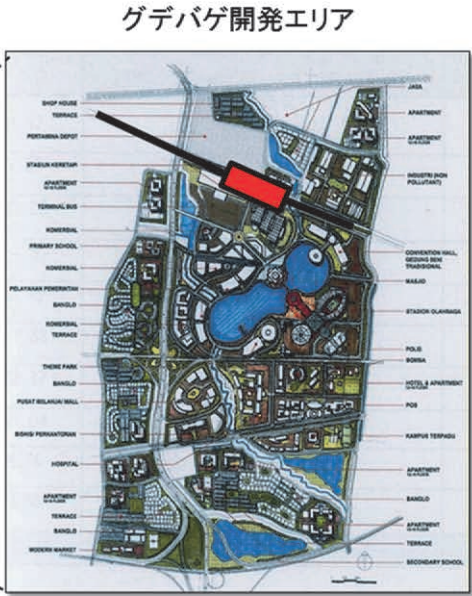 グデバゲ開発エリア
SHOP HOUSE
TERRACE
PERTAMINA DEPOT
STASIUN KERETAPI
APARTMENT
TERMINAL BUS
KOMERSIAL
PRIMARY SCHOOL
KOMERSIAL
PELAYANAN PEMERINTAH
BANGLO
KOMERSIAL
TERRACE
THEME PARK
BANGLO
PUSAT BELANJA/ MALL
BISNIS/ PERKANTORAN
HOSPITAL
APARTMENT
TERRACE
BANGLO
MODERN MARKET
JASA
APARTMENT
APARTMENT
INDUSTRI (NON
POLLUTANT)
CONVENTION HALL,
GEDUNG SENI
TRADISIONAL
MASJID
STADION OLAHRAGA
POLIS
BOMBA
HOTEL & APARTMENT
POS
KAMPUS TERPADU
APARTMENT
BANGLO
APARTMENT
TERRACE
SECONDARY SCHOOL